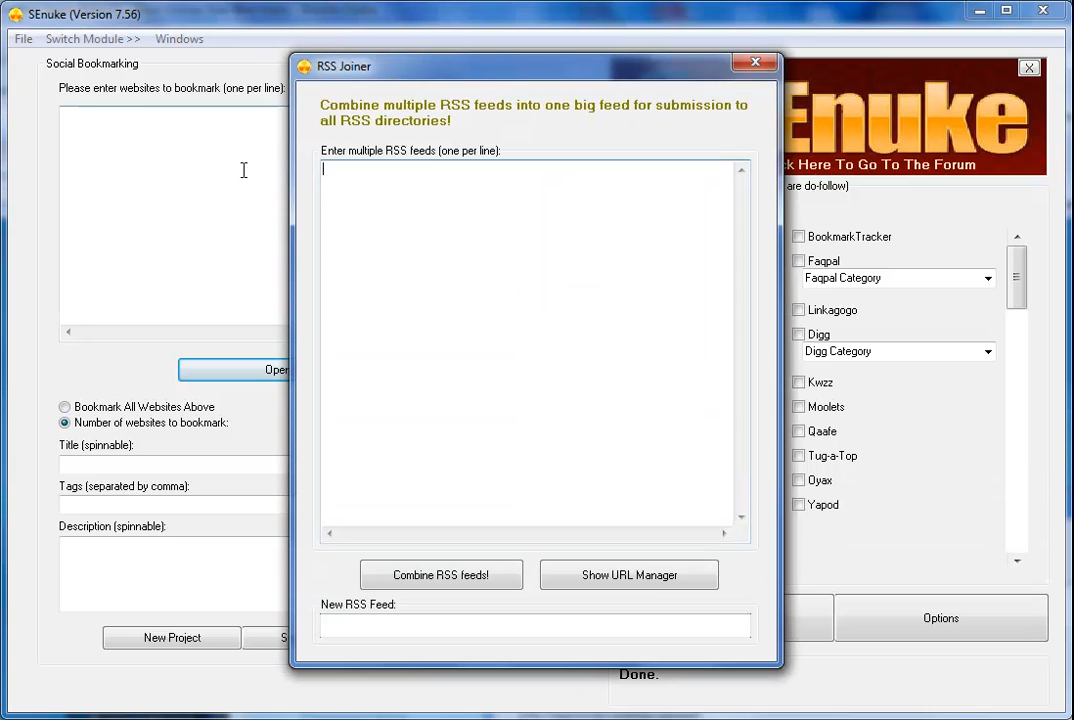 SEnuke (Version 7.56)
File Switch Module >> Windows
Social Bookmarking
Please enter websites to bookmark (one per line):
Open
Bookmark All Websites Above
Number of websites to bookmark:
Title (spinnable):
Tags (separated by comma):
Description (spinnable):
New Project
RSS Joiner
Combine multiple RSS feeds into one big feed for submission to
all RSS directories!
Enter multiple RSS feeds (one per line):
Combine RSS feeds! Show URL Manager
New RSS Feed:
Enuke
Here To Go To The Forum
are do-follow)
BookmarkTracker
Faqpal
Faqpal Category
Linkagogo
Digg
Digg Category
Kwzz
Moolets
Qaafe
Tug-a-Top
Oyax
Yapod
Options
Done.